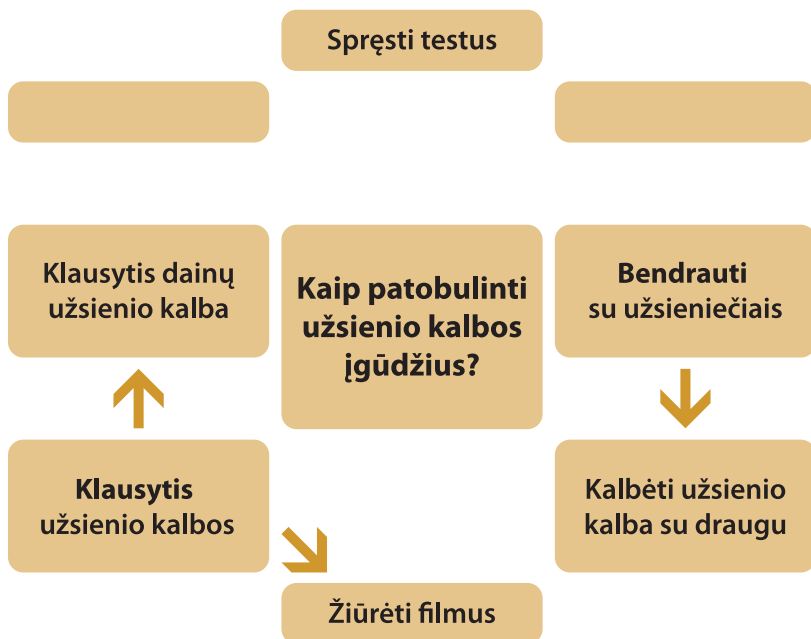 Spręsti testus
Klausytis dainų
užsienio kalba
Kaip patobulinti
užsienio kalbos
įgūdžius?
Bendrauti
su užsieniečiais
Klausytis
užsienio kalbos
Kalbėti užsienio
kalba su draugu
Žiūrėti filmus